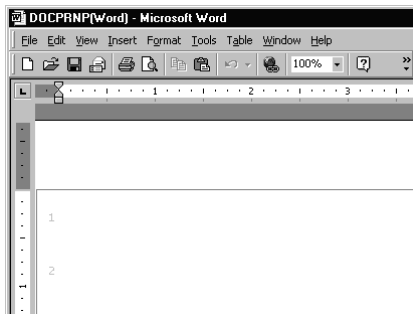 DOCPRNP(Word) - Microsoft Word
File Edit View Insert Format Tools Table Window Help
100%
L 1 2 3
1
2
1